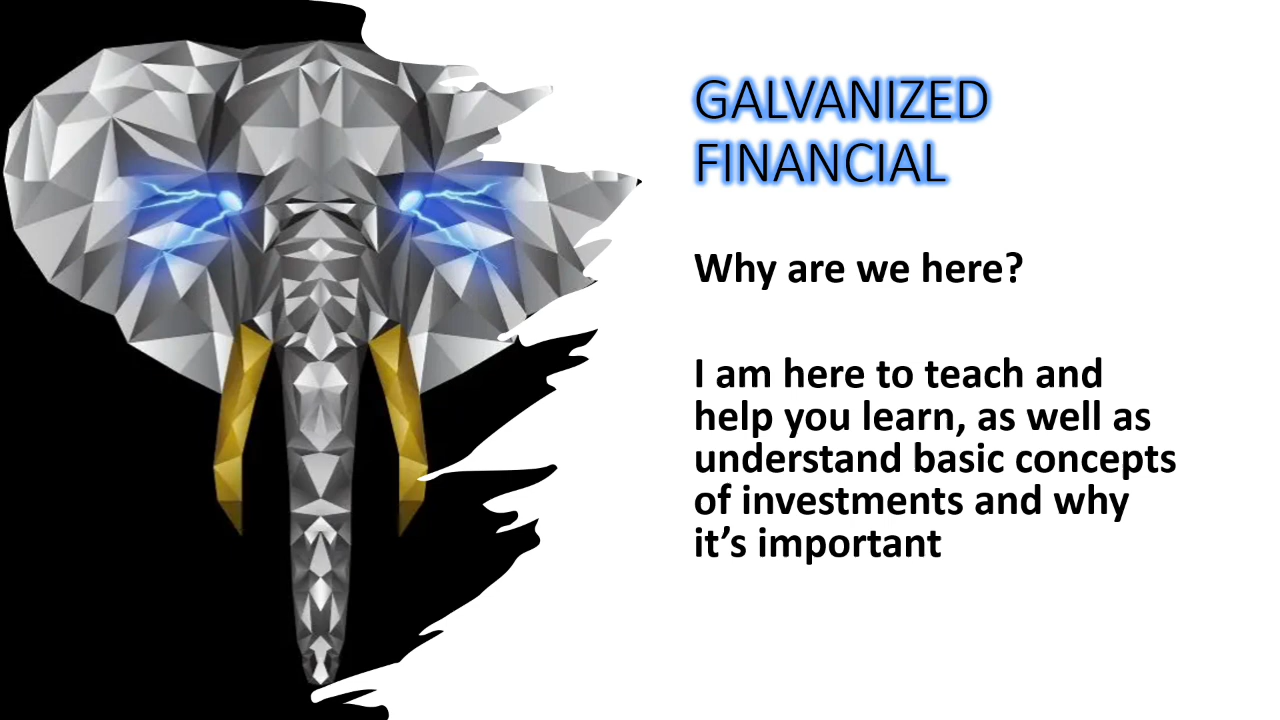 GALVANIZED
FINANCIAL
Why are we here?
I am here to teach and
help you learn, as well as
understand basic concepts
of investments and why
it’s important